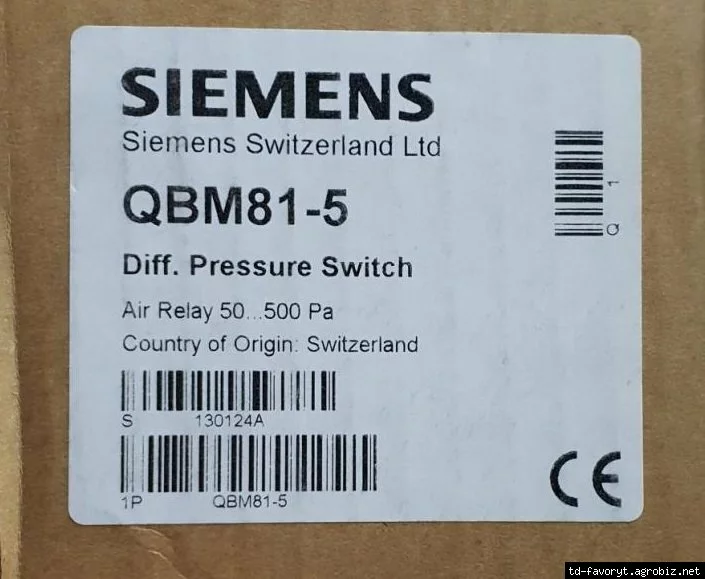 SIEMENS
Siemens Switzerland Ltd
QBM81-5
Diff. Pressure Switch
Air Relay 50...500 Pa
Country of Origin: Switzerland
S 130124A
1P QBM81-5
Q 1
CE
td-favoryt.agrobiz.net